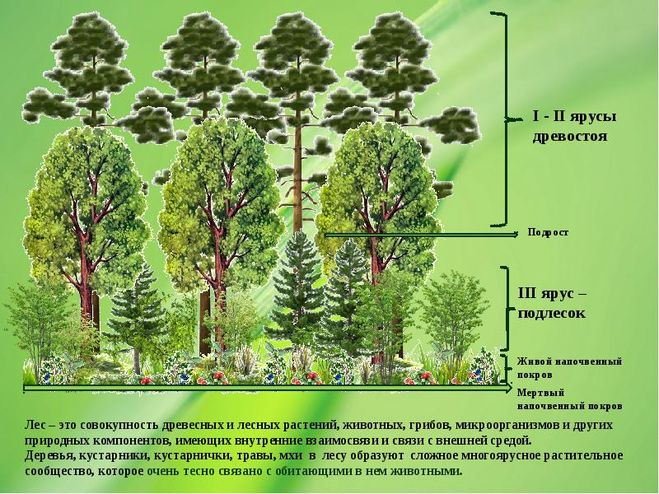 I - II ярусы
древостоя
Подрост
III ярус –
подлесок
Живой напочвенный
покров
Мертвый
напочвенный покров
Лес – это совокупность древесных и лесных растений, животных, грибов, микроорганизмов и других
природных компонентов, имеющих внутренние взаимосвязи и связи с внешней средой.
Деревья, кустарники, кустарнички, травы, мхи в лесу образуют сложное многоярусное растительное
сообщество, которое очень тесно связано с обитающими в нем животными.